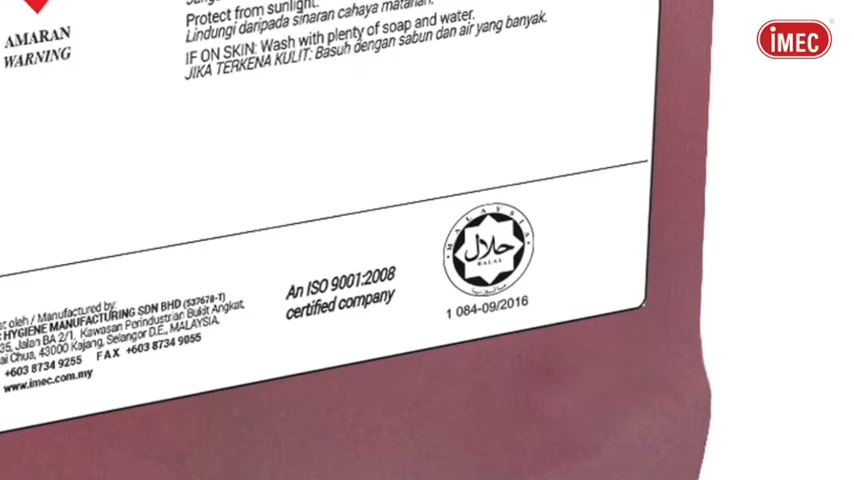 Protect from sunlight.
Lindungi daripada sinaran cahaya matahari.
IF ON SKIN: Wash with plenty of soap and water.
JIKA TERKENA KULIT: Basuh dengan sabun dan air yang banyak.
AMARAN
WARNING
iMEC
An ISO 9001:2008
certified company
MALAYSIA
حلال
HALAL
1 084-09/2016
oleh / Manufactured by:
HYGIENE MANUFACTURING SDN BHD (537678-T)
35, Jalan BA 2/1, Kawasan Perindustrian Bukit Angkat,
Chua, 43000 Kajang, Selangor D.E., MALAYSIA.
+603 8734 9255 FAX +603 8734 9055
www.imec.com.my